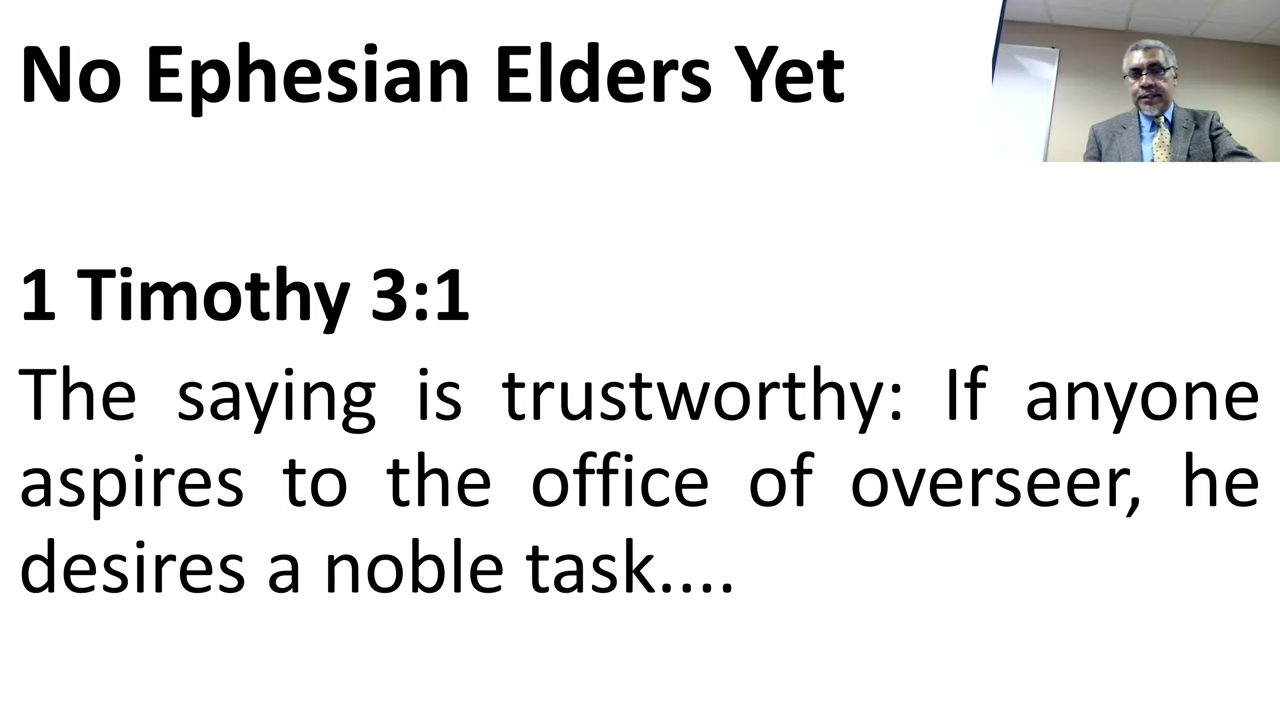 No Ephesian Elders Yet
1 Timothy 3:1
The saying is trustworthy: If anyone
aspires to the office of overseer, he
desires a noble task....